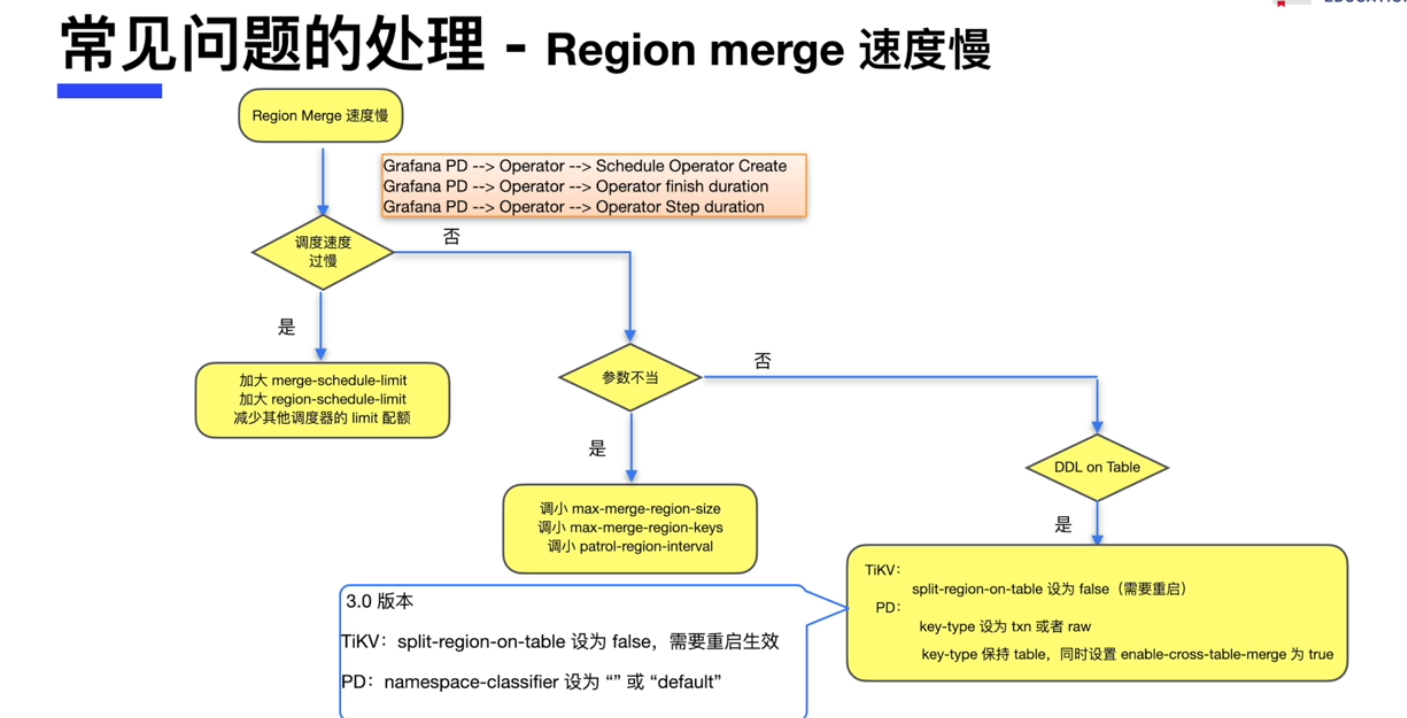 常见问题的处理 - Region merge 速度慢
Region Merge 速度慢
Grafana PD --> Operator --> Schedule Operator Create
Grafana PD --> Operator --> Operator finish duration
Grafana PD --> Operator --> Operator Step duration
调度速度
过慢
否
是
加大 merge-schedule-limit
加大 region-schedule-limit
减少其他调度器的 limit 配额
参数不当
否
是
调小 max-merge-region-size
调小 max-merge-region-keys
调小 patrol-region-interval
DDL on Table
是
TiKV：
split-region-on-table 设为 false（需要重启）
PD：
key-type 设为 txn 或者 raw
key-type 保持 table，同时设置 enable-cross-table-merge 为 true
3.0 版本
TiKV：split-region-on-table 设为 false，需要重启生效
PD：namespace-classifier 设为 “” 或 “default”